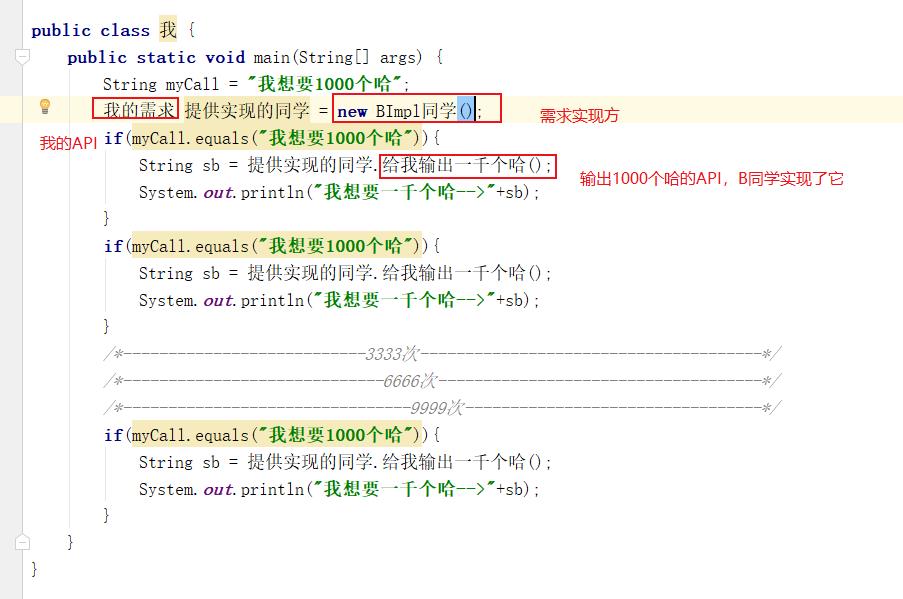 public class 我 {
public static void main(String[] args) {
String myCall = "我想要1000个哈";
我的需求 提供实现的同学 = new BImpl同学();
需求实现方
我的API
if(myCall.equals("我想要1000个哈")){
String sb = 提供实现的同学.给我输出一千个哈();
输出1000个哈的API，B同学实现了它
System.out.println("我想要一千个哈-->"+sb);
}
if(myCall.equals("我想要1000个哈")){
String sb = 提供实现的同学.给我输出一千个哈();
System.out.println("我想要一千个哈-->"+sb);
}
/*---------------------------3333次--------------------------------------*/
/*-----------------------------6666次------------------------------------*/
/*--------------------------------9999次---------------------------------*/
if(myCall.equals("我想要1000个哈")){
String sb = 提供实现的同学.给我输出一千个哈();
System.out.println("我想要一千个哈-->"+sb);
}
}
}